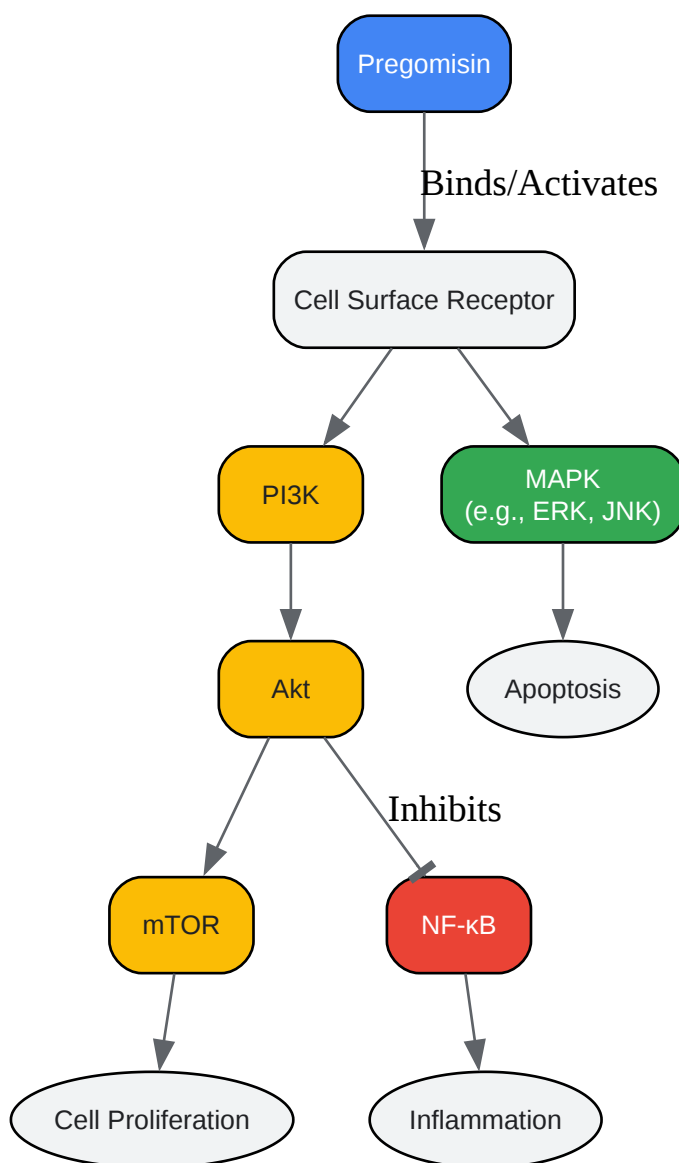 Pregomisin
Binds/Activates
Cell Surface Receptor
PI3K
MAPK
(e.g., ERK, JNK)
Akt
Apoptosis
Inhibits
mTOR
NF-κB
Cell Proliferation
Inflammation